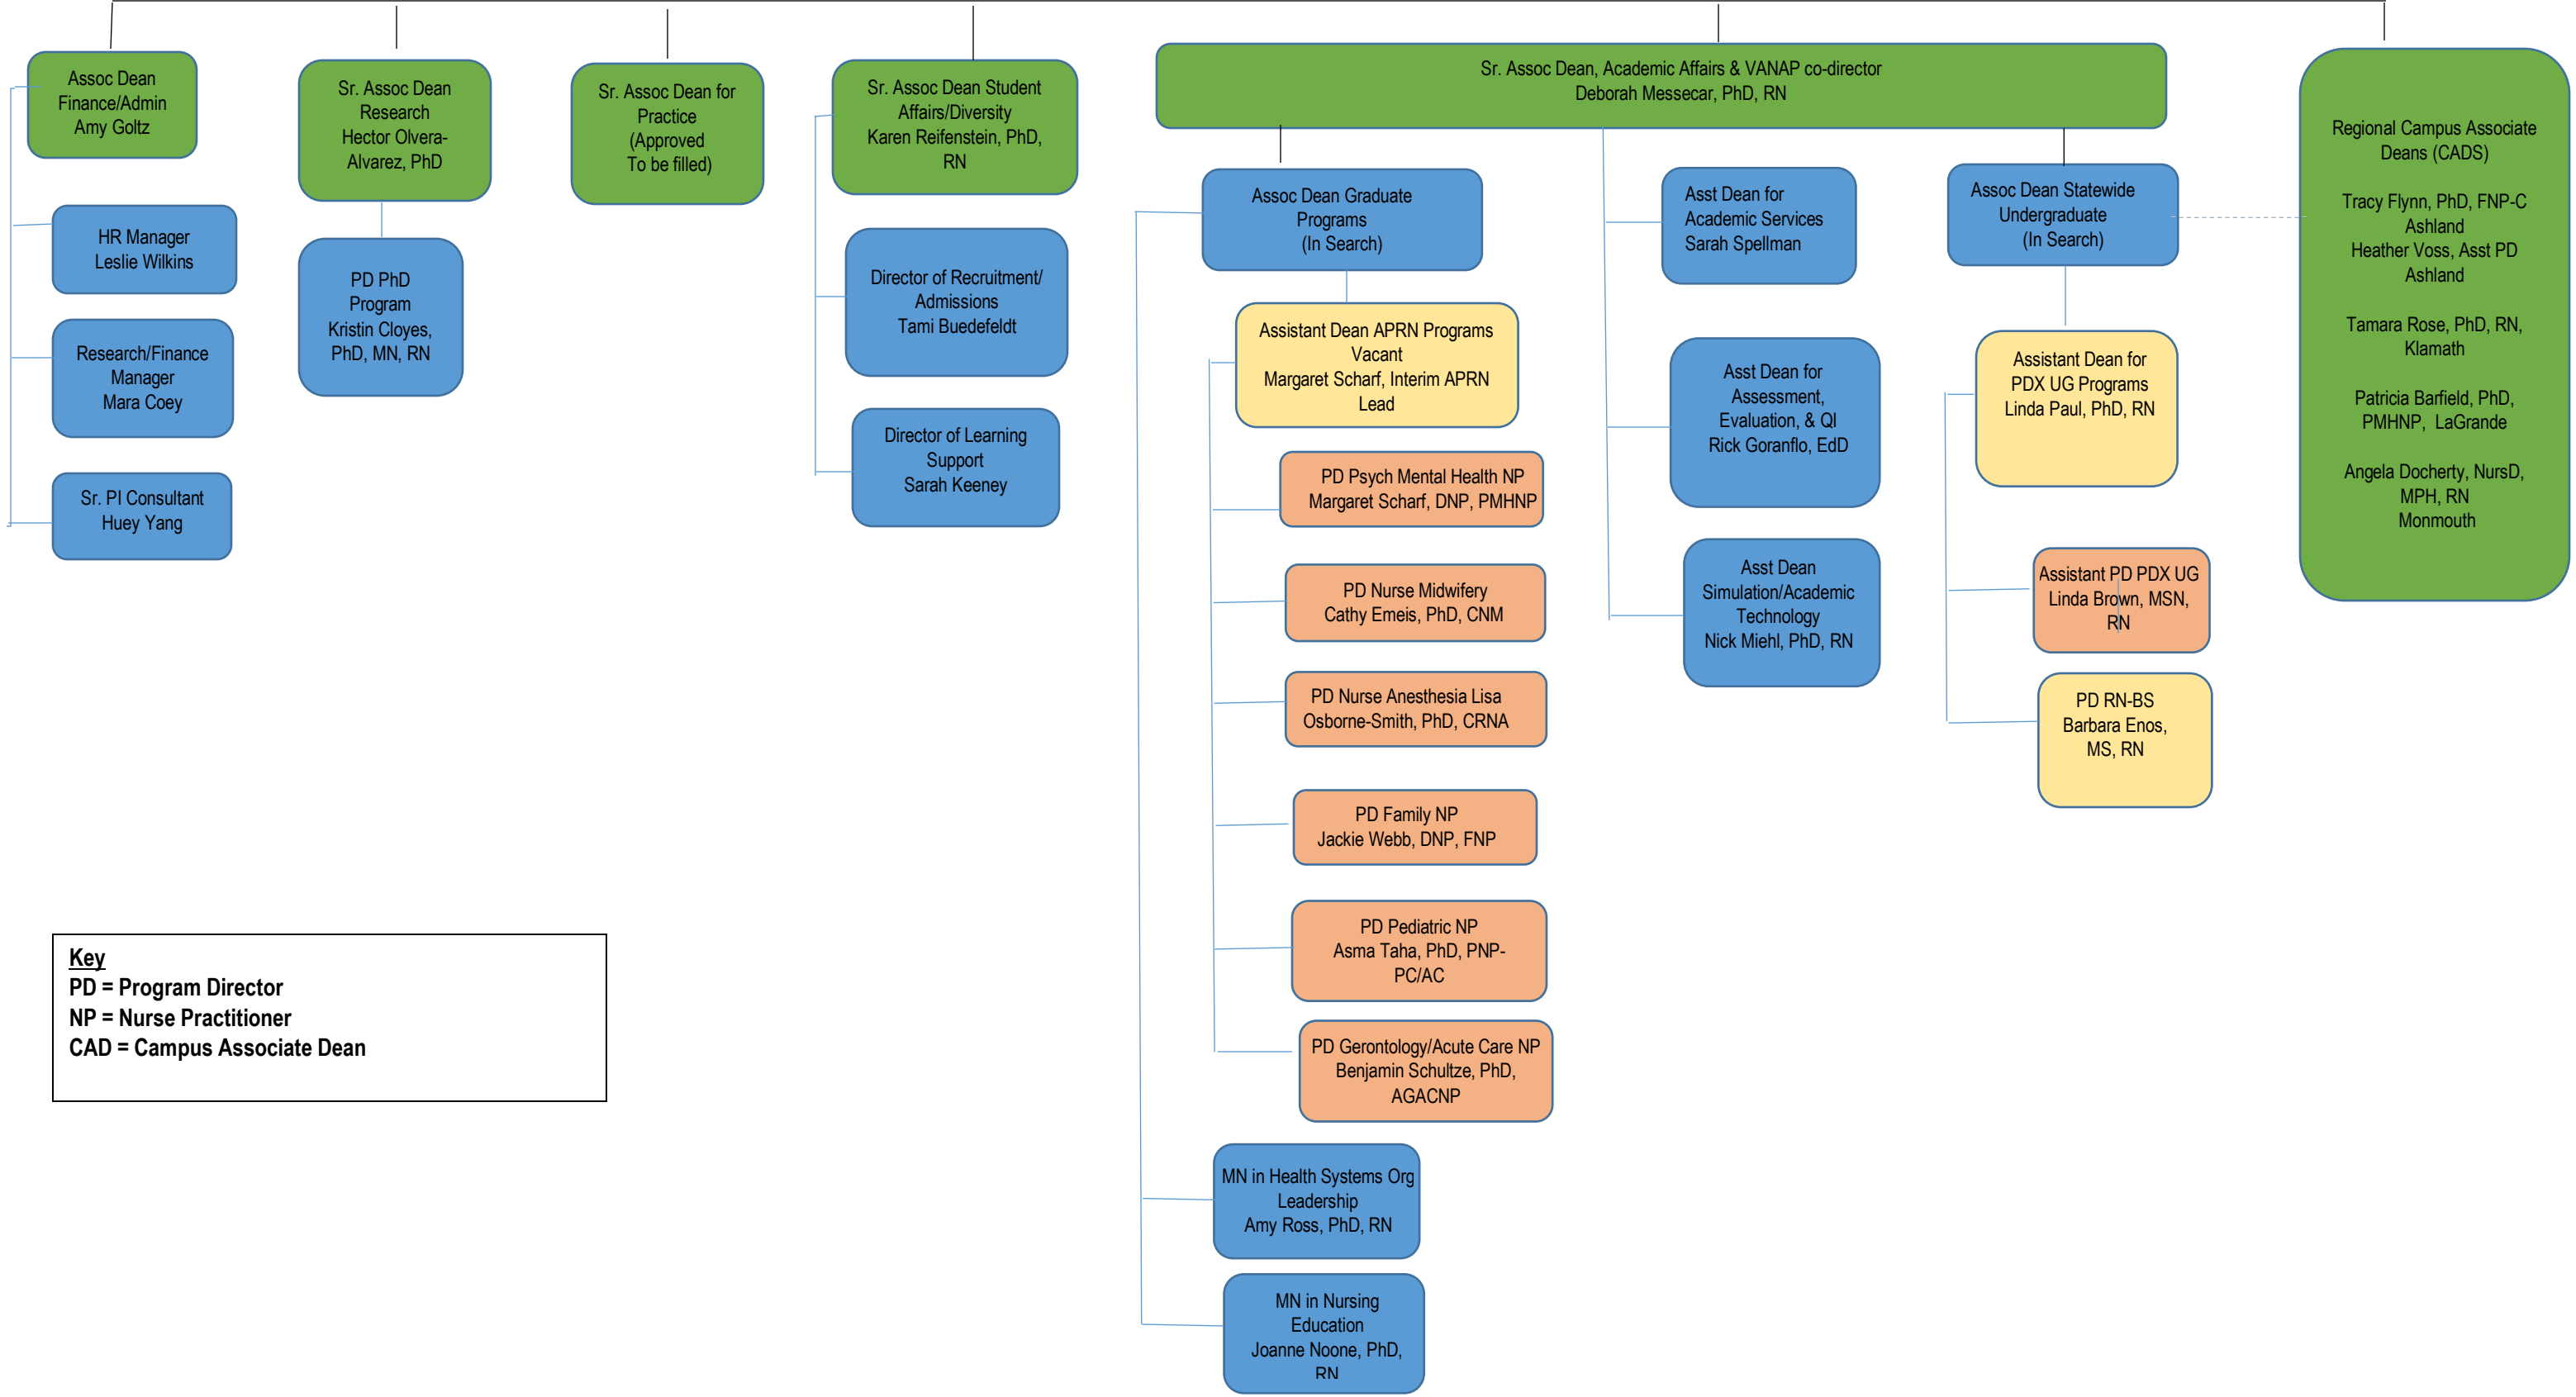 Assoc Dean
Finance/Admin
Amy Goltz
HR Manager
Leslie Wilkins
Research/Finance
Manager
Mara Coey
Sr. PI Consultant
Huey Yang
Sr. Assoc Dean
Research
Hector Olvera-
Alvarez, PhD
PD PhD
Program
Kristin Cloyes,
PhD, MN, RN
Sr. Assoc Dean for
Practice
(Approved
To be filled)
Sr. Assoc Dean Student
Affairs/Diversity
Karen Reifenstein, PhD,
RN
Director of Recruitment/
Admissions
Tami Buedefeldt
Director of Learning
Support
Sarah Keeney
Sr. Assoc Dean, Academic Affairs & VANAP co-director
Deborah Messecar, PhD, RN
Assoc Dean Graduate
Programs
(In Search)
Assistant Dean APRN Programs
Vacant
Margaret Scharf, Interim APRN
Lead
PD Psych Mental Health NP
Margaret Scharf, DNP, PMHNP
PD Nurse Midwifery
Cathy Emeis, PhD, CNM
PD Nurse Anesthesia Lisa
Osborne-Smith, PhD, CRNA
PD Family NP
Jackie Webb, DNP, FNP
PD Pediatric NP
Asma Taha, PhD, PNP-
PC/AC
PD Gerontology/Acute Care NP
Benjamin Schultze, PhD,
AGACNP
MN in Health Systems Org
Leadership
Amy Ross, PhD, RN
MN in Nursing
Education
Joanne Noone, PhD,
RN
Asst Dean for
Academic Services
Sarah Spellman
Asst Dean for
Assessment,
Evaluation, & QI
Rick Goranflo, EdD
Asst Dean
Simulation/Academic
Technology
Nick Miehl, PhD, RN
Assoc Dean Statewide
Undergraduate
(In Search)
Assistant Dean for
PDX UG Programs
Linda Paul, PhD, RN
Assistant PD PDX UG
Linda Brown, MSN,
RN
PD RN-BS
Barbara Enos,
MS, RN
Regional Campus Associate
Deans (CADS)
Tracy Flynn, PhD, FNP-C
Ashland
Heather Voss, Asst PD
Ashland
Tamara Rose, PhD, RN,
Klamath
Patricia Barfield, PhD,
PMHNP, LaGrande
Angela Docherty, NursD,
MPH, RN
Monmouth
Key
PD = Program Director
NP = Nurse Practitioner
CAD = Campus Associate Dean